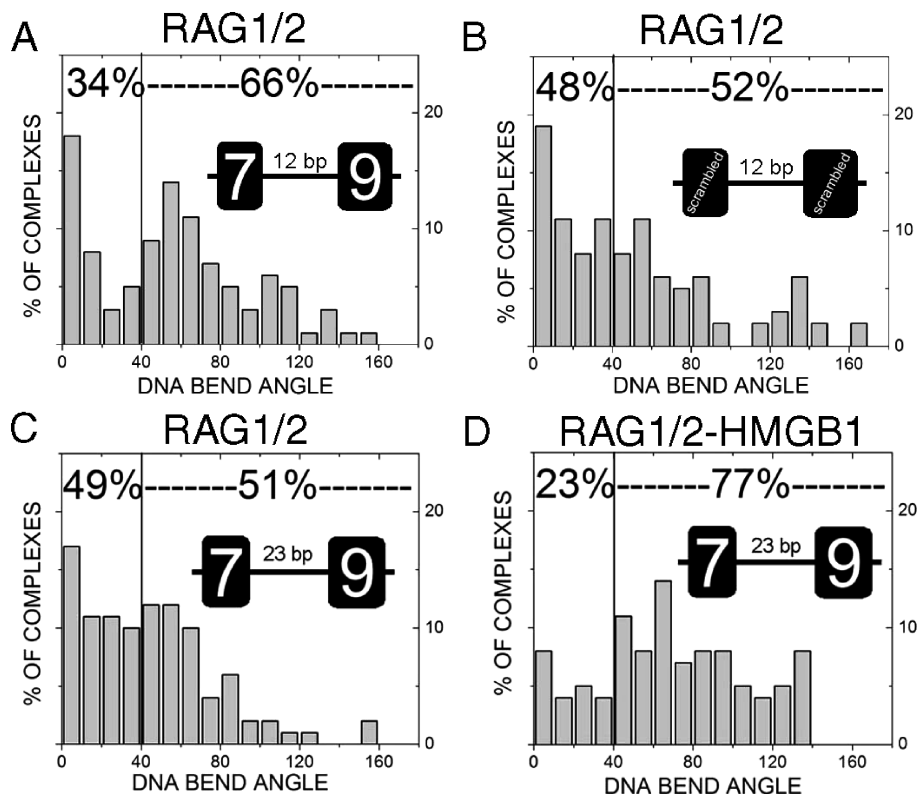 A
RAG1/2
34% 66%
7 12 bp 9
% OF COMPLEXES
20
10
0
0 40 80 120 160
DNA BEND ANGLE
B
RAG1/2
48% 52%
scrambled 12 bp scrambled
% OF COMPLEXES
20
10
0
0 40 80 120 160
DNA BEND ANGLE
C
RAG1/2
49% 51%
7 23 bp 9
% OF COMPLEXES
20
10
0
0 40 80 120 160
DNA BEND ANGLE
D
RAG1/2-HMGB1
23% 77%
7 23 bp 9
% OF COMPLEXES
20
10
0
0 40 80 120 160
DNA BEND ANGLE